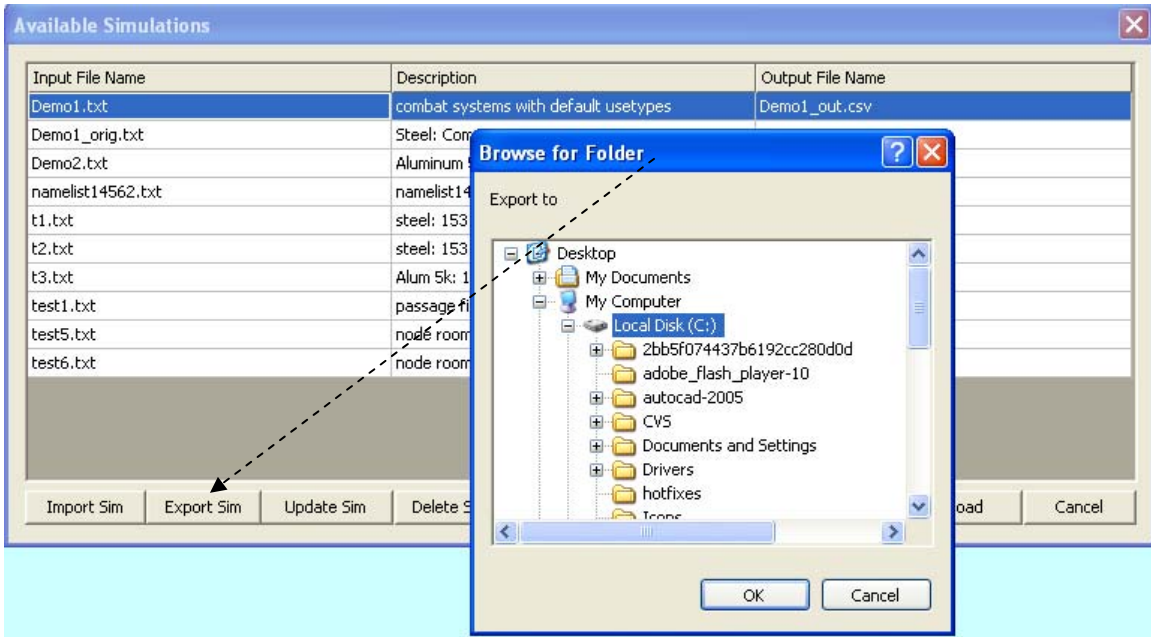 Available Simulations
Input File Name Description Output File Name
Demo1.txt combat systems with default usetypes Demo1_out.csv
Demo1_orig.txt Steel: Com
Demo2.txt Aluminum
namelist14562.txt namelist14
t1.txt steel: 153
t2.txt steel: 153
t3.txt Alum 5k: 1
test1.txt passage fi
test5.txt node room
test6.txt node room
Import Sim Export Sim Update Sim Delete S oad Cancel
Browse for Folder
Export to
Desktop
My Documents
My Computer
Local Disk (C:)
2bb5f074437b6192cc280d0d
adobe_flash_player-10
autocad-2005
CVS
Documents and Settings
Drivers
hotfixes
Icons
OK Cancel